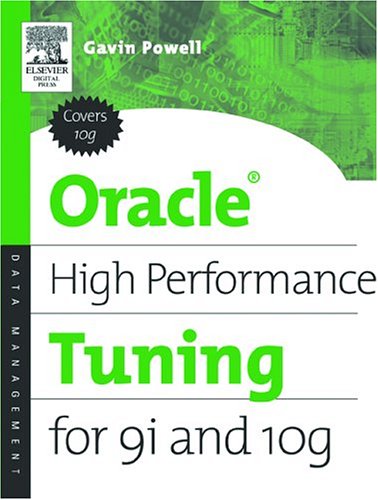 Gavin Powell
ELSEVIER
DIGITAL
PRESS
Covers
10g
Oracle®
High Performance
Tuning
for 9i and 10g
DATA MANAGEMENT